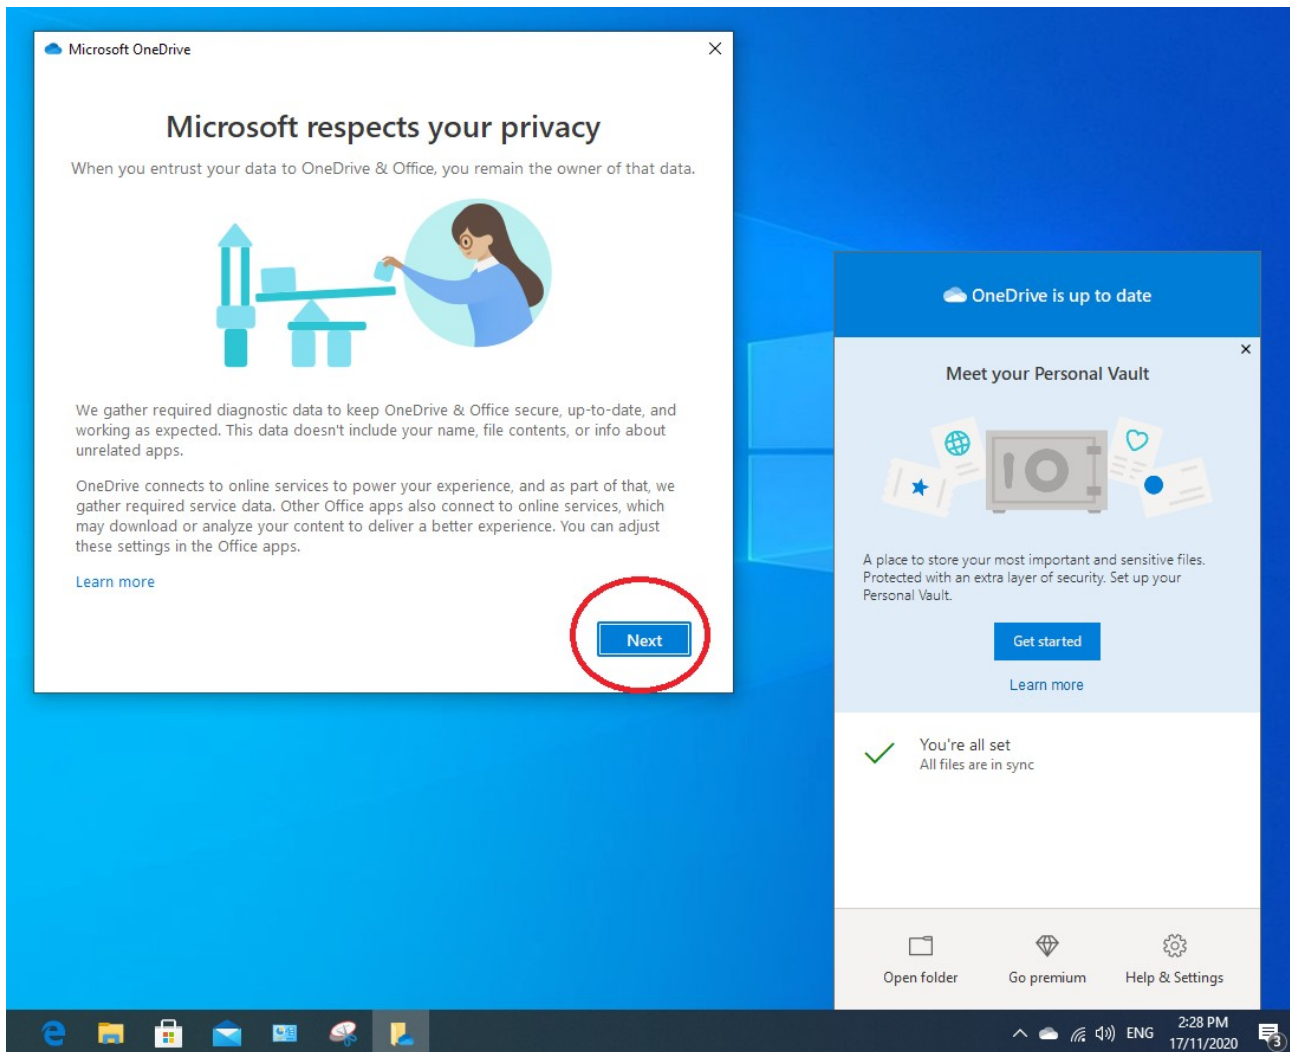 Microsoft OneDrive
Microsoft respects your privacy
When you entrust your data to OneDrive & Office, you remain the owner of that data.
We gather required diagnostic data to keep OneDrive & Office secure, up-to-date, and
working as expected. This data doesn't include your name, file contents, or info about
unrelated apps.
OneDrive connects to online services to power your experience, and as part of that, we
gather required service data. Other Office apps also connect to online services, which
may download or analyze your content to deliver a better experience. You can adjust
these settings in the Office apps.
Learn more
Next
OneDrive is up to date
Meet your Personal Vault
A place to store your most important and sensitive files.
Protected with an extra layer of security. Set up your
Personal Vault.
Get started
Learn more
You're all set
All files are in sync
Open folder
Go premium
Help & Settings
ENG
2:28 PM
17/11/2020
3